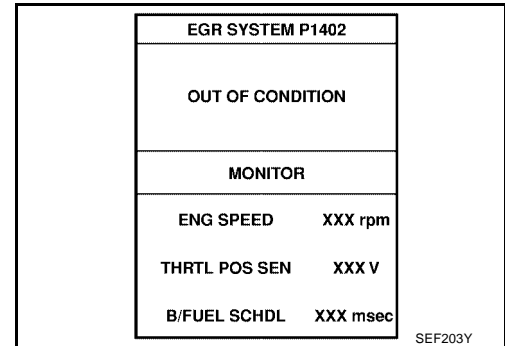 EGR SYSTEM P1402
OUT OF CONDITION
MONITOR
ENG SPEED XXX rpm
THRTL POS SEN XXX V
B/FUEL SCHDL XXX msec
SEF203Y